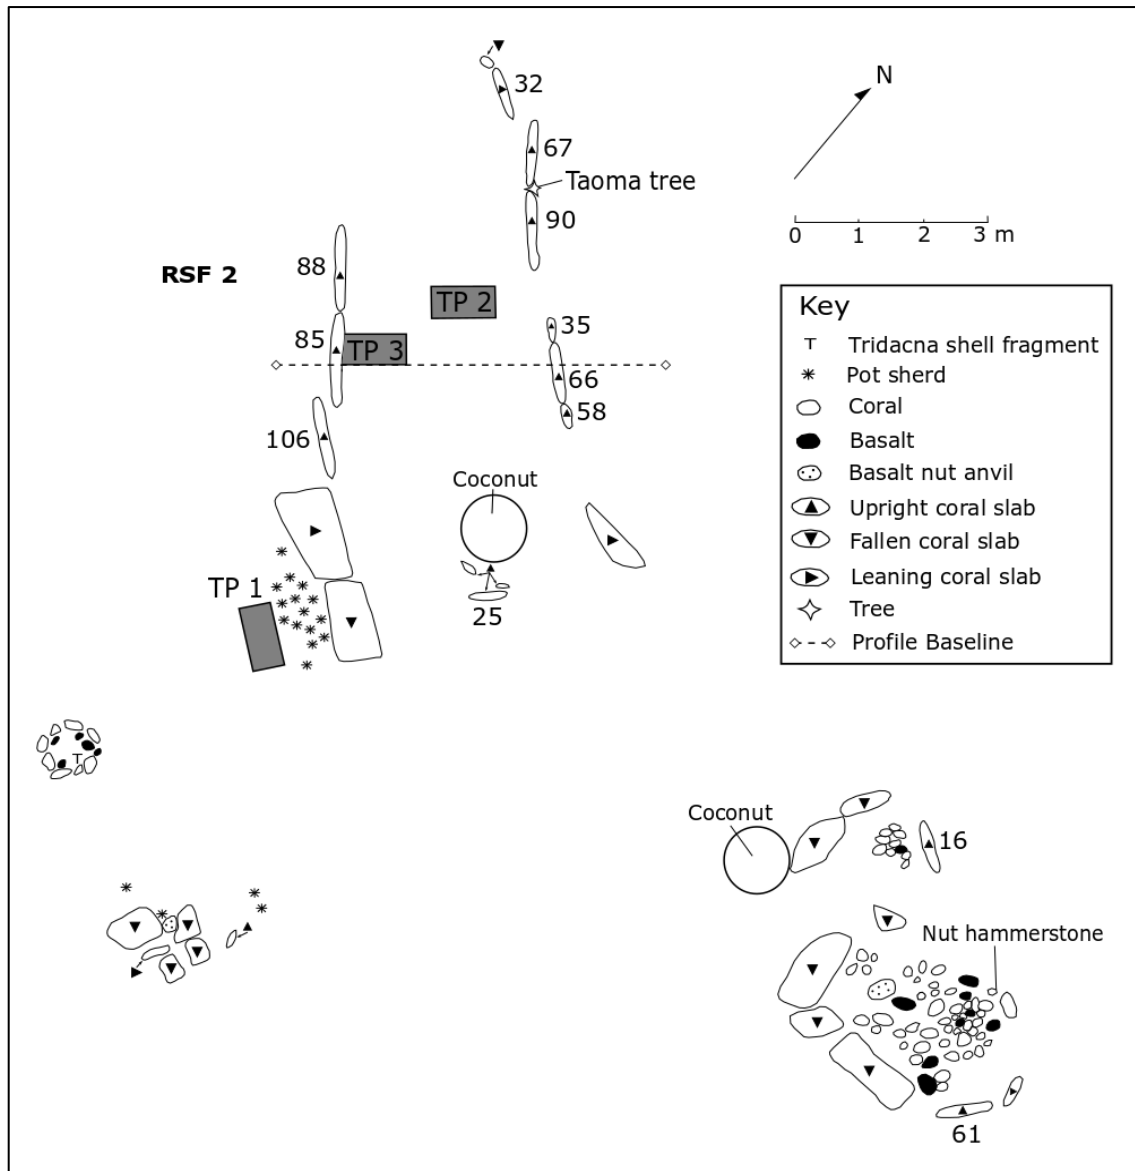 32
N
67
Taoma tree
90
0 1 2 3 m
RSF 2
88
TP 2
35
85
TP 3
66
58
106
Coconut
TP 1
25
Key
Tridacna shell fragment
Pot sherd
Coral
Basalt
Basalt nut anvil
Upright coral slab
Fallen coral slab
Leaning coral slab
Tree
Profile Baseline
Coconut
16
Nut hammerstone
61